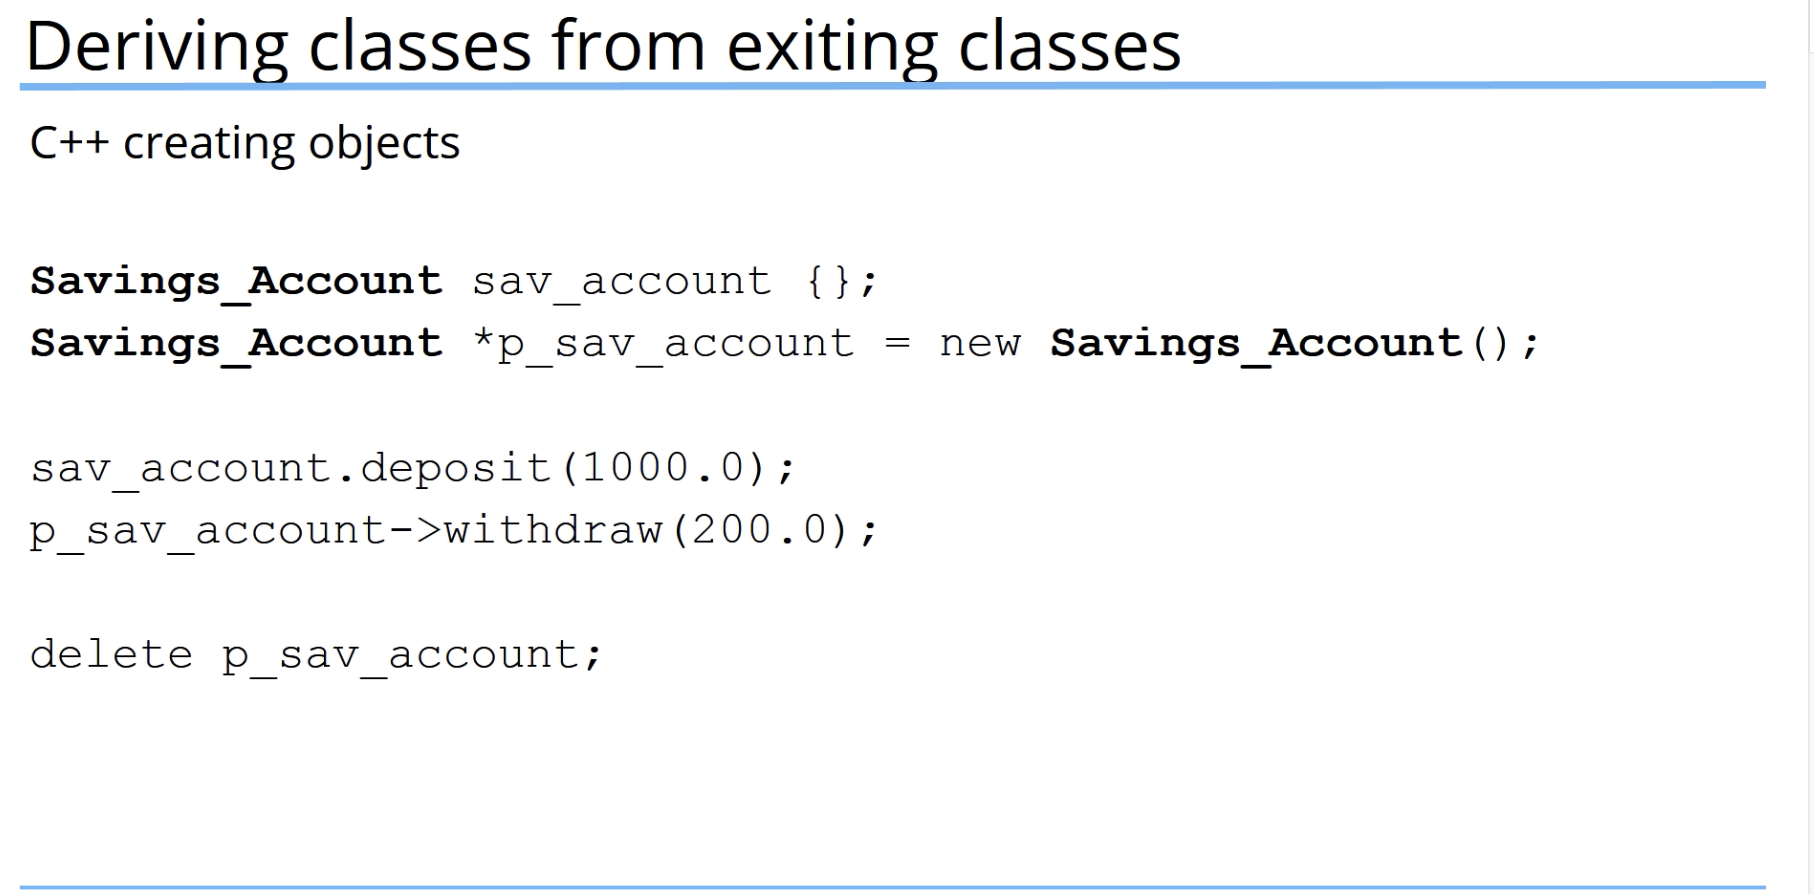 Deriving classes from exiting classes
C++ creating objects
Savings_Account sav_account {};
Savings_Account *p_sav_account = new Savings_Account();
sav_account.deposit(1000.0);
p_sav_account->withdraw(200.0);
delete p_sav_account;